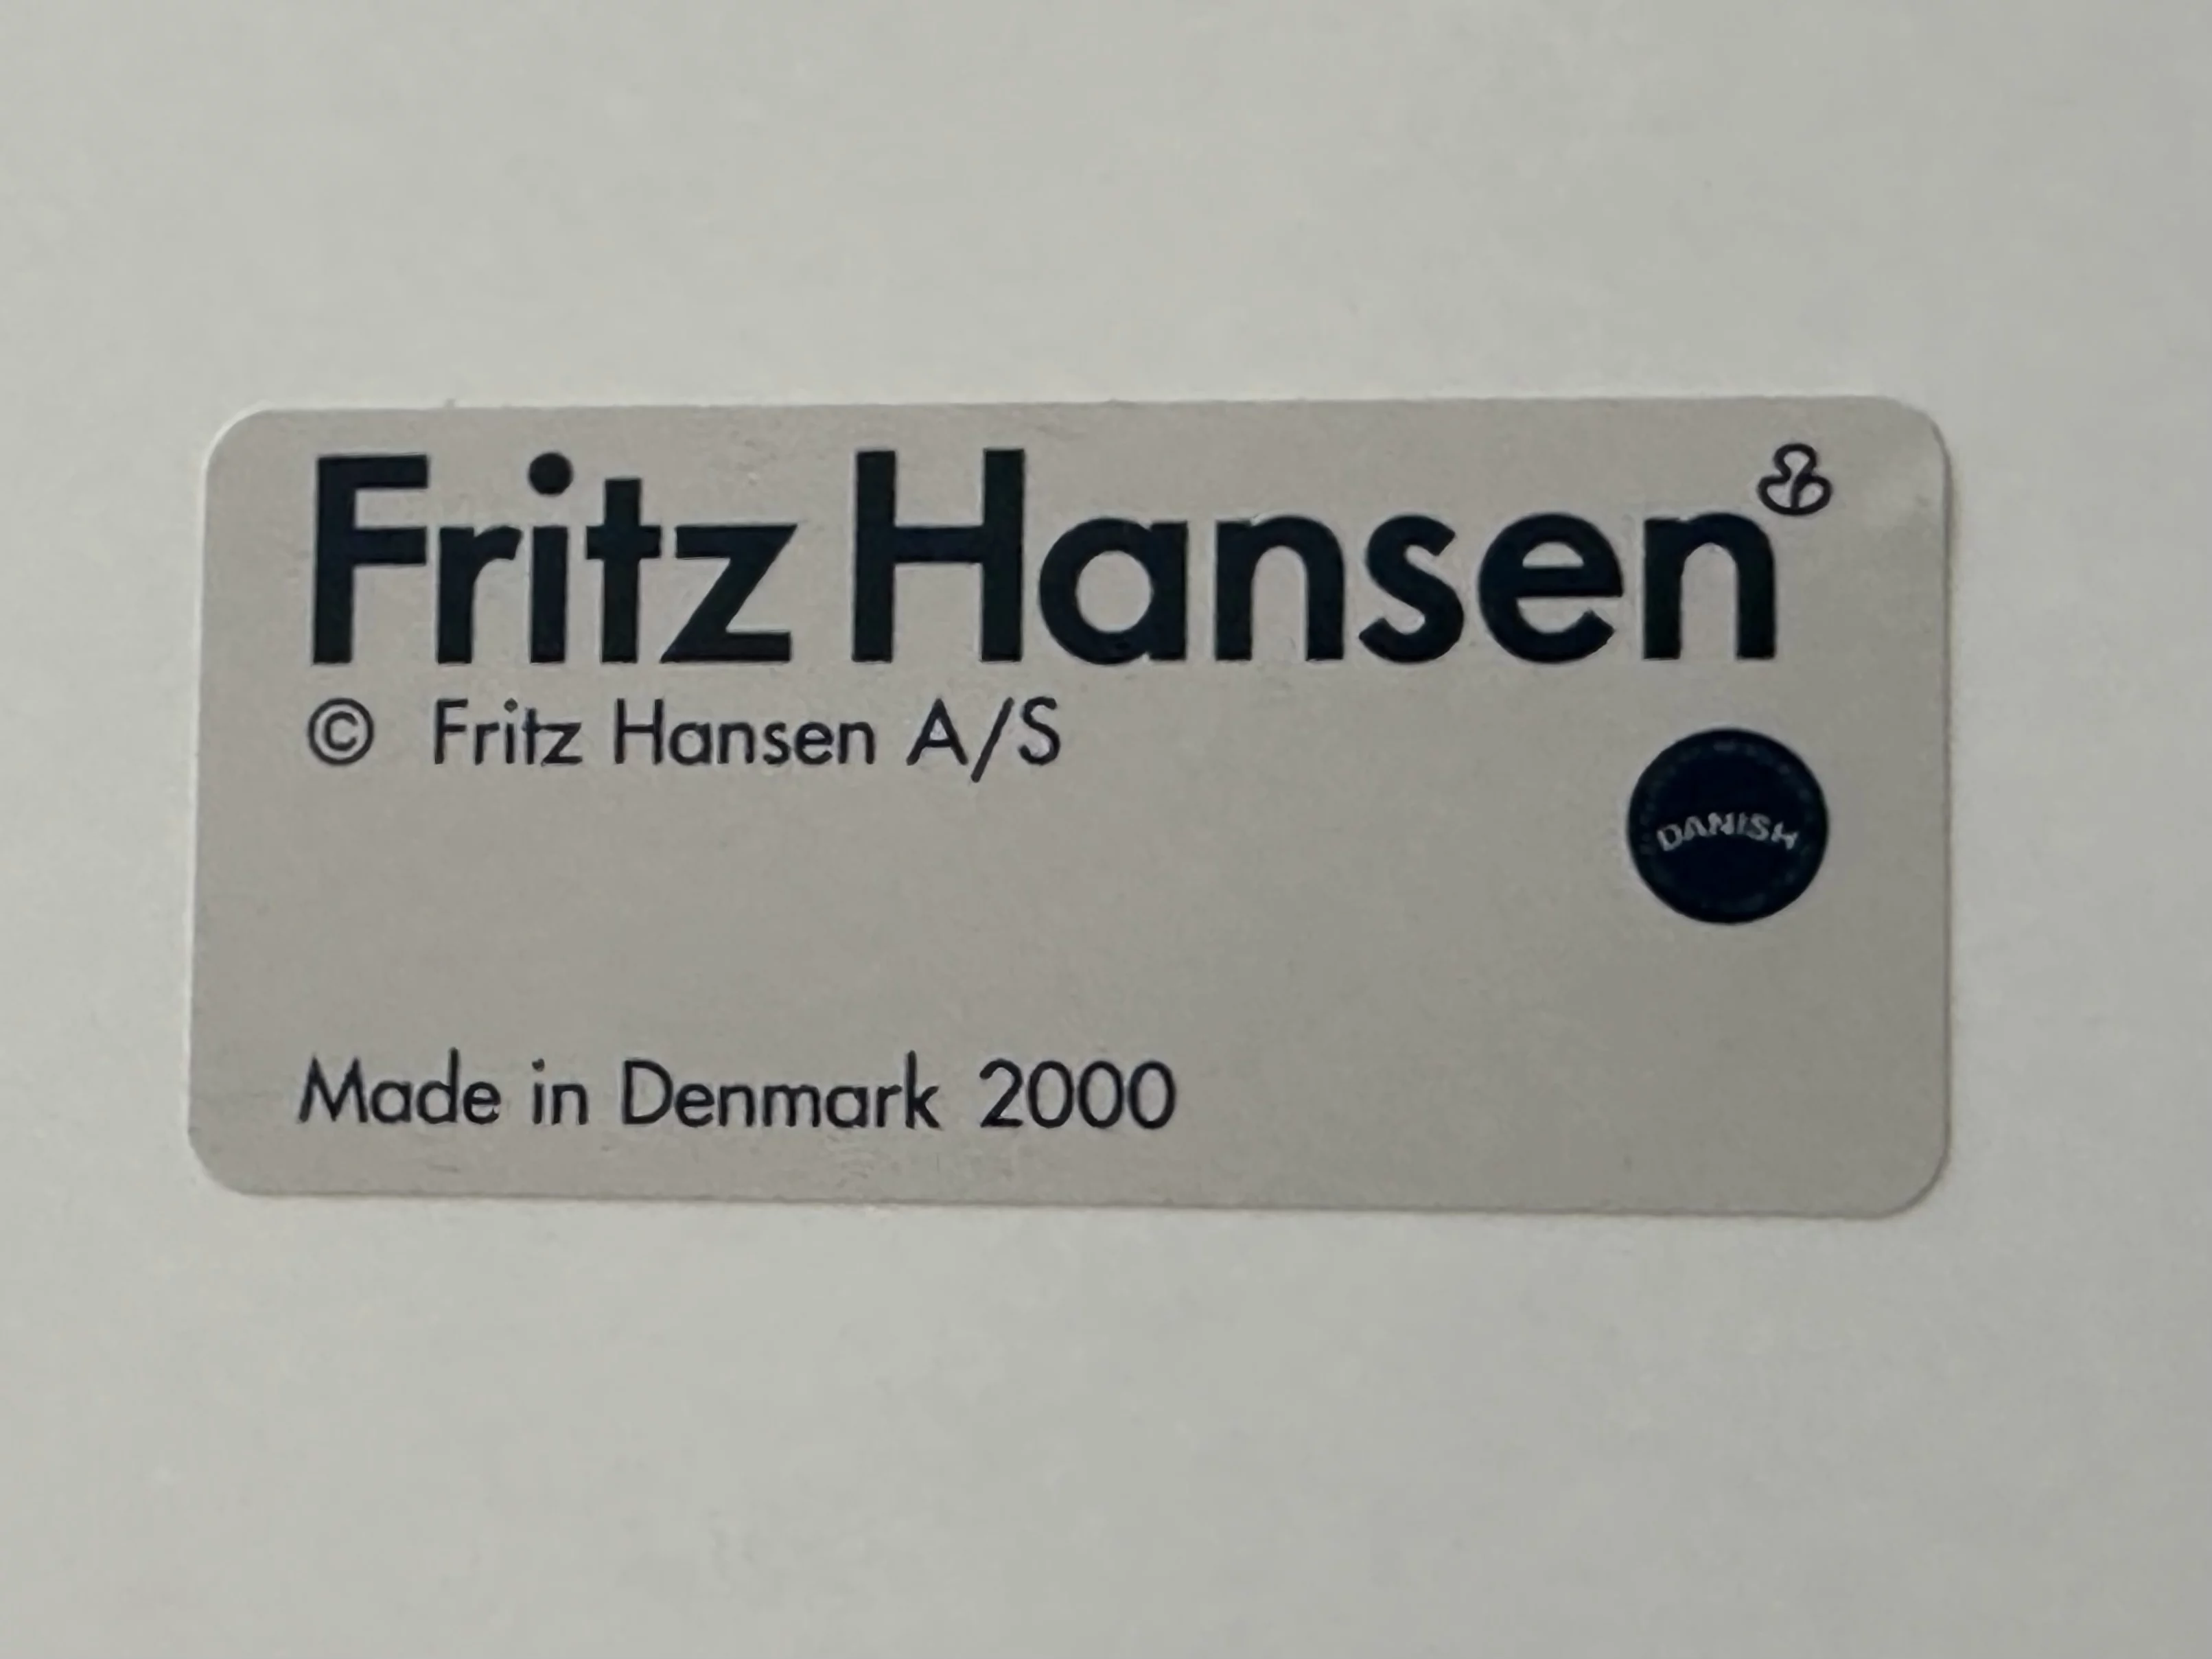 Fritz Hansen
© Fritz Hansen A/S
DANISH
Made in Denmark 2000